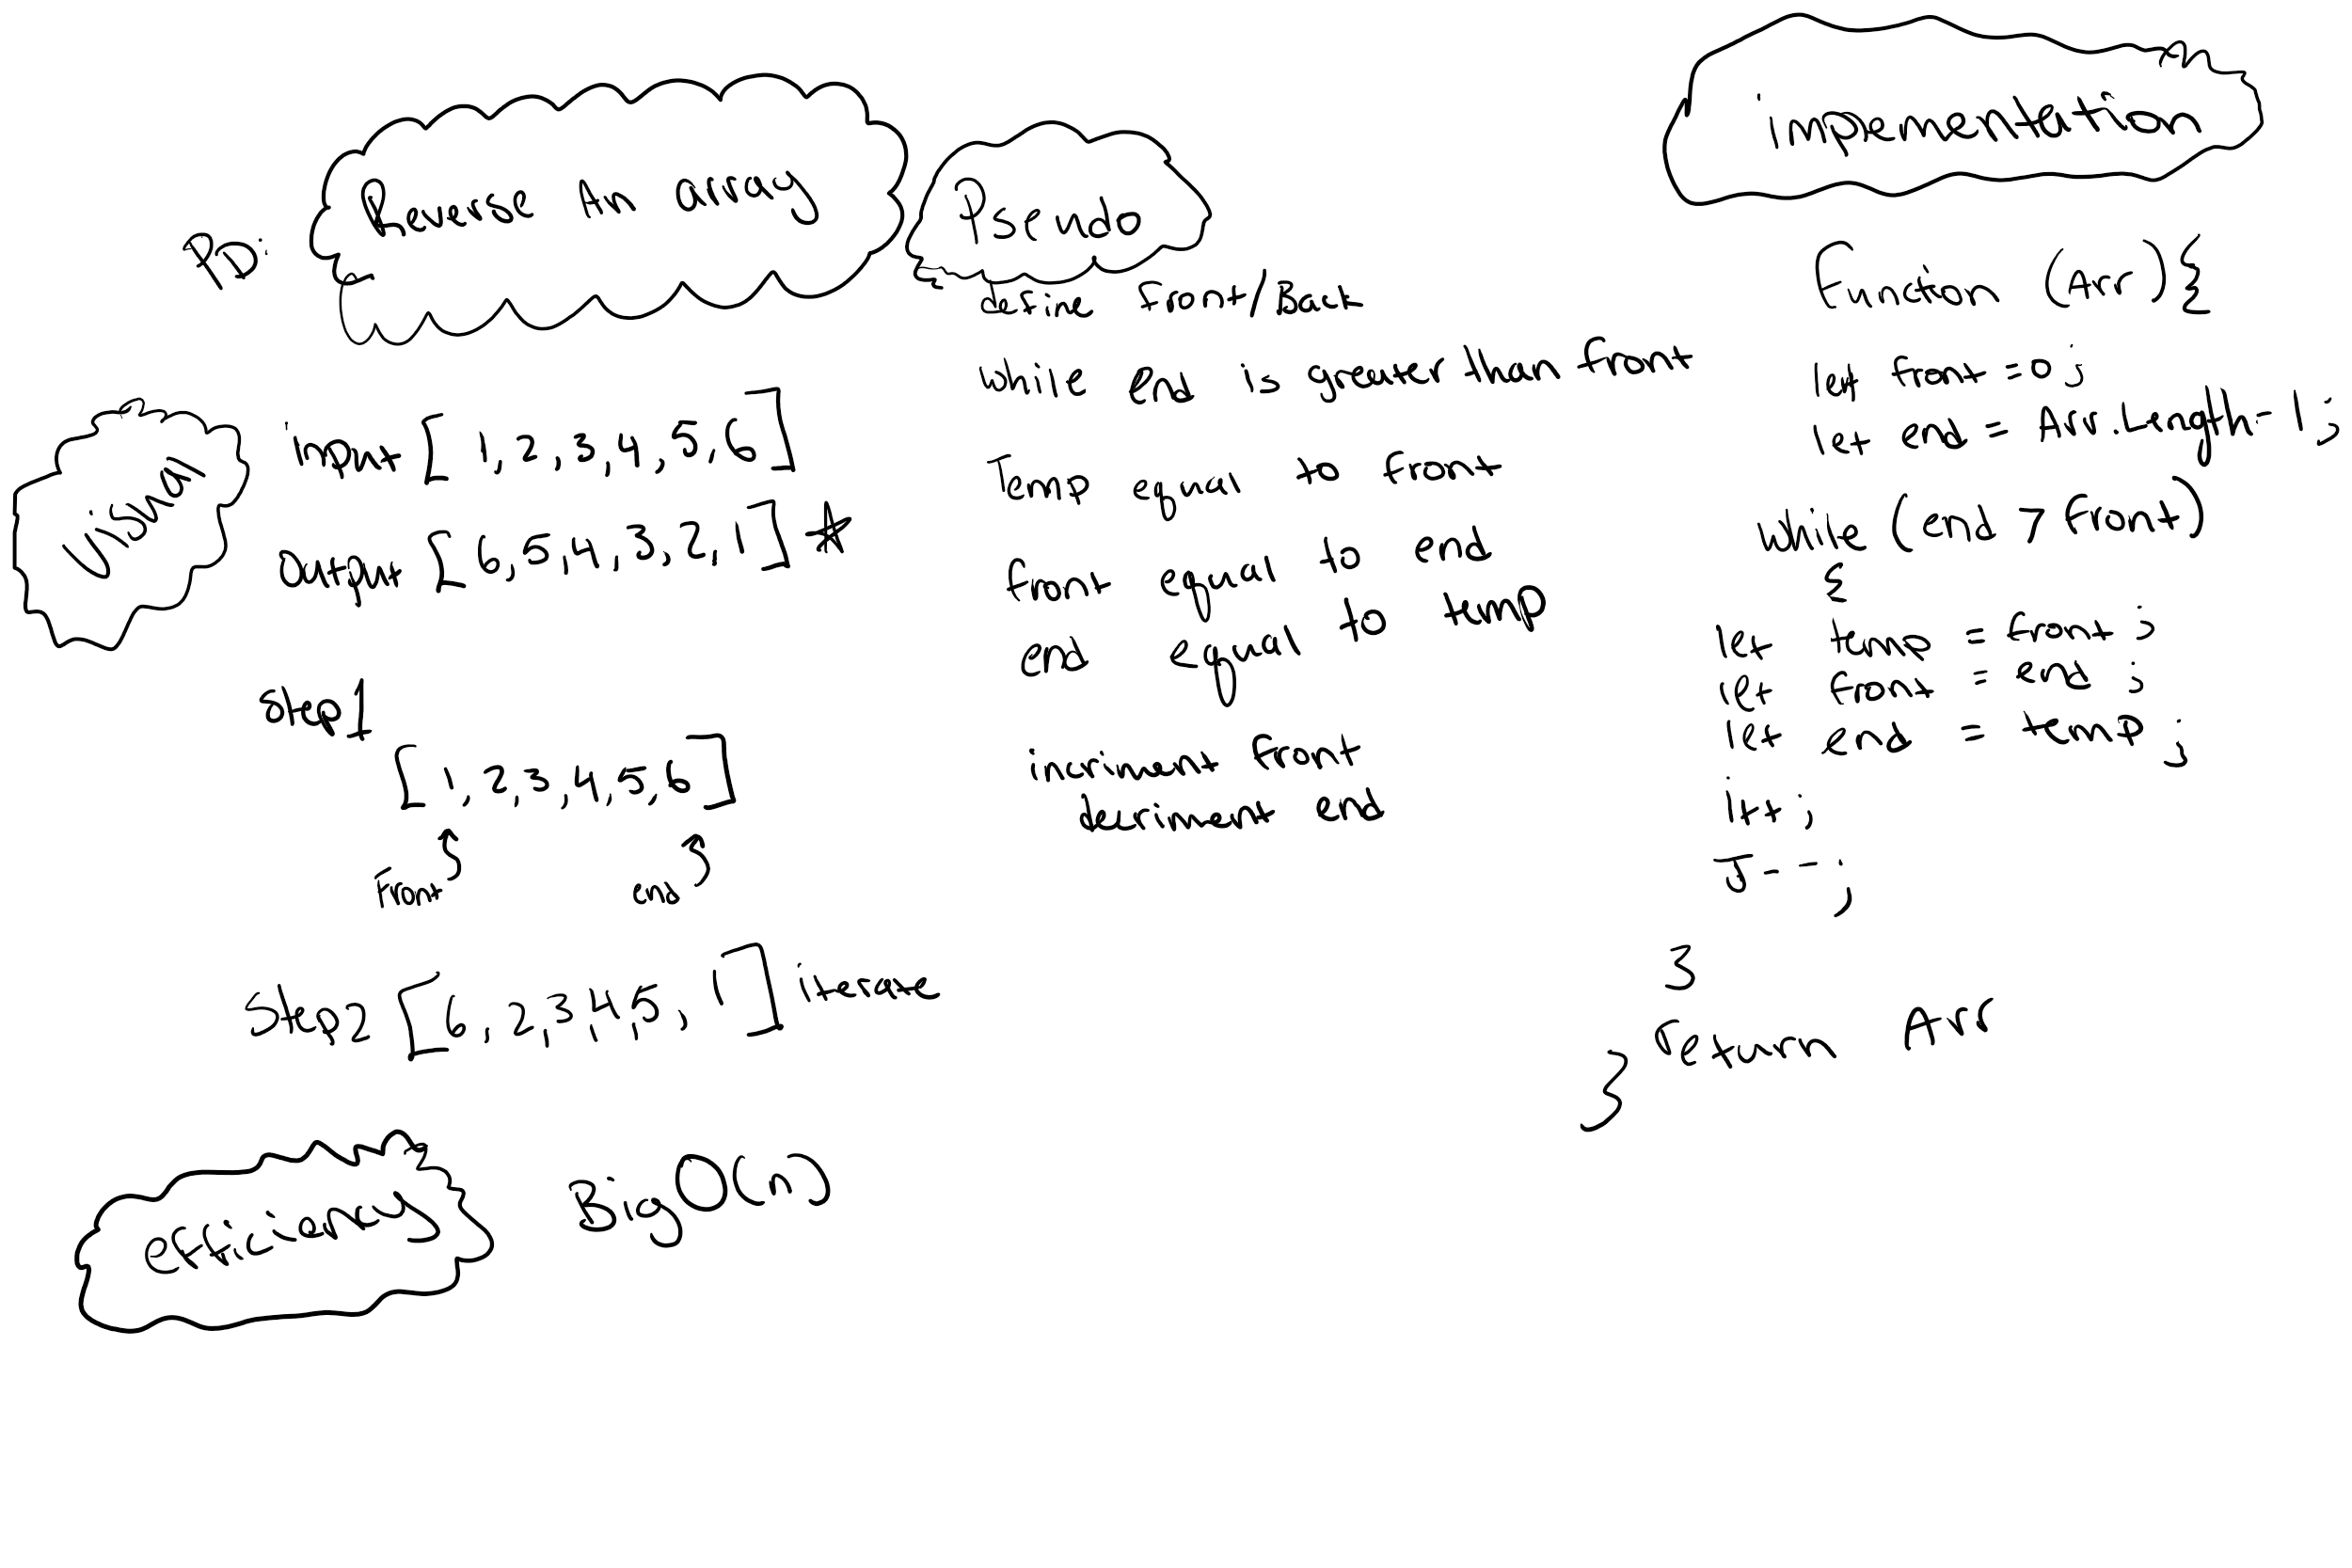 PD:
Reverse An array
Visual
input [1,2,3,4,5,6]
output [6,5,4,3,2,1] *
Step 1
[1,2,3,4,5,6]
front end
Step 2 [6,2,3,4,5,1] iterate
efficiency
Big O(n)
Pseudo
define front/Back
while end is greater than front
Temp equal to front
front equal to end
end equal to temp
incriment front
decriment end
impementation
Function (Arr){
let front = 0;
let end = Arr.Length - 1;
While (end > front)
{
let temp = front;
let front = end;
let end = temp;
i++;
J--;
}
return Arr
}